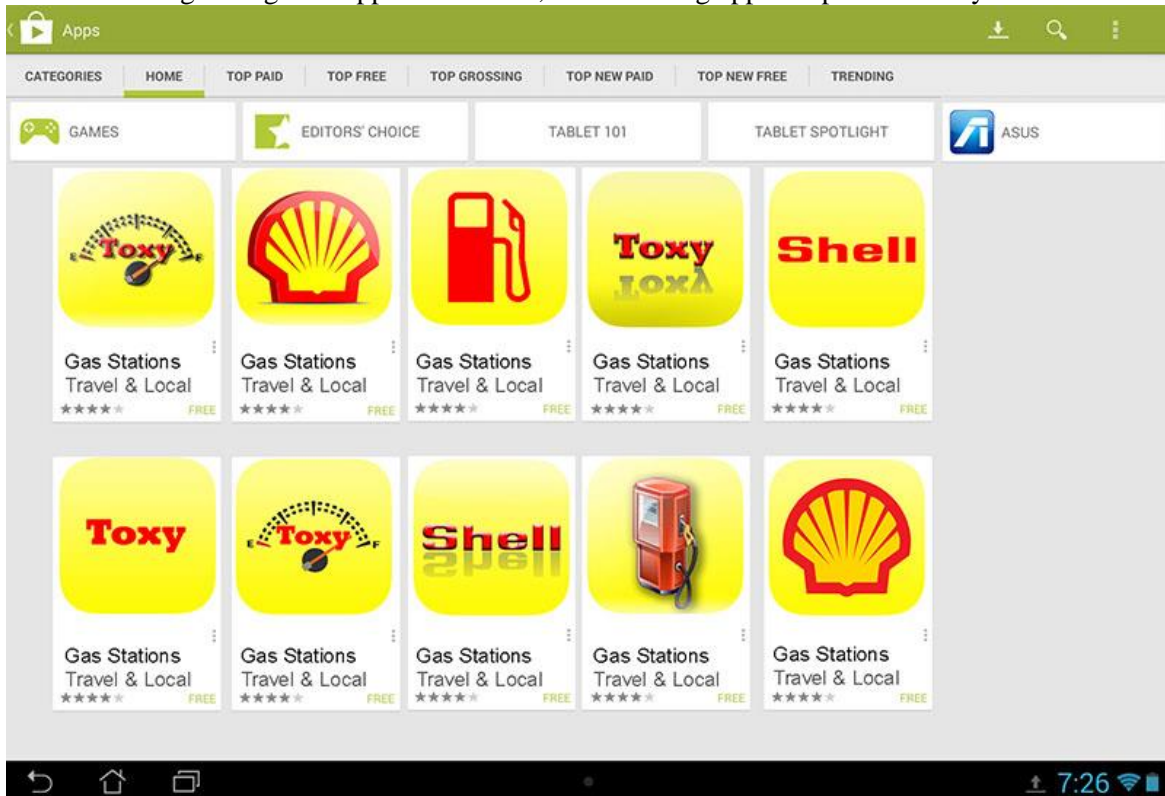 Apps
CATEGORIES HOME TOP PAID TOP FREE TOP GROSSING TOP NEW PAID TOP NEW FREE TRENDING
GAMES EDITORS' CHOICE TABLET 101 TABLET SPOTLIGHT ASUS
E Toxy F Toxy Shell
Gas Stations Gas Stations Gas Stations Gas Stations Gas Stations
Travel & Local Travel & Local Travel & Local Travel & Local Travel & Local
FREE FREE FREE FREE FREE
Toxy E Toxy F Shell
Gas Stations Gas Stations Gas Stations Gas Stations Gas Stations
Travel & Local Travel & Local Travel & Local Travel & Local Travel & Local
FREE FREE FREE FREE FREE
7:26